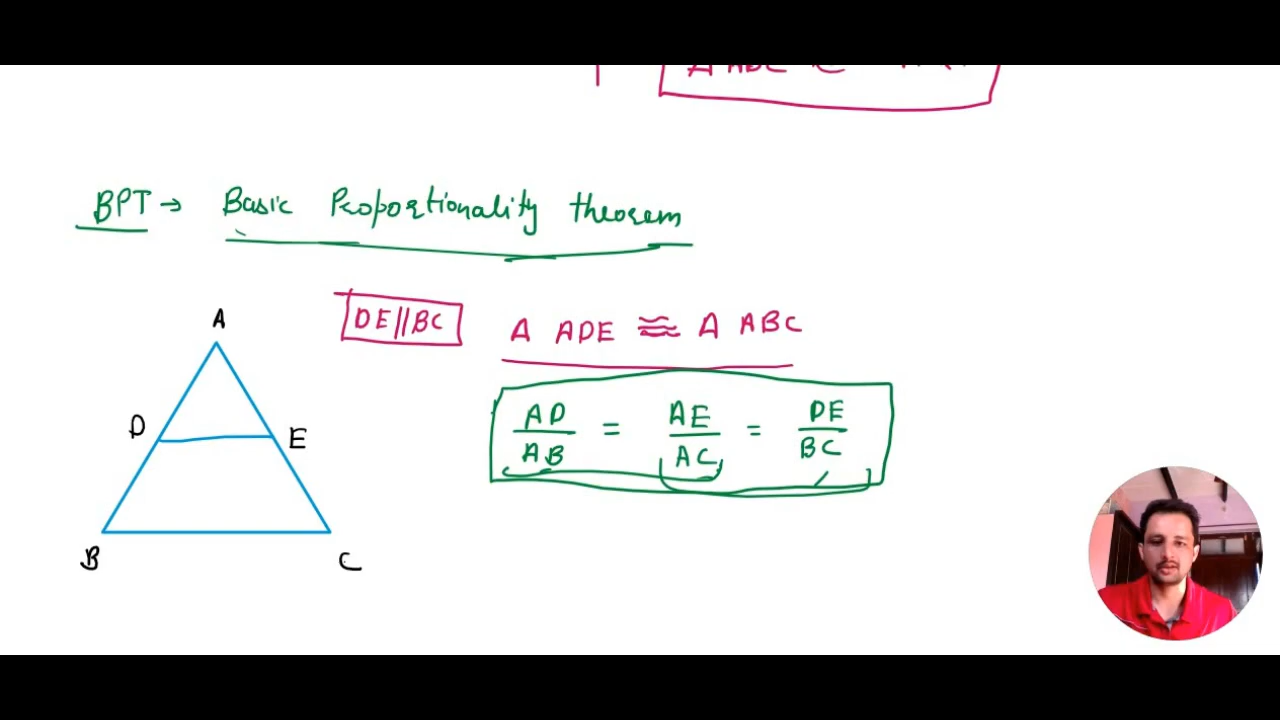 BPT → Basic Proportionality theorem
A
DE||BC
A ADE ≅ A ABC
D
E
AD/AB = AE/AC = DE/BC
B
C